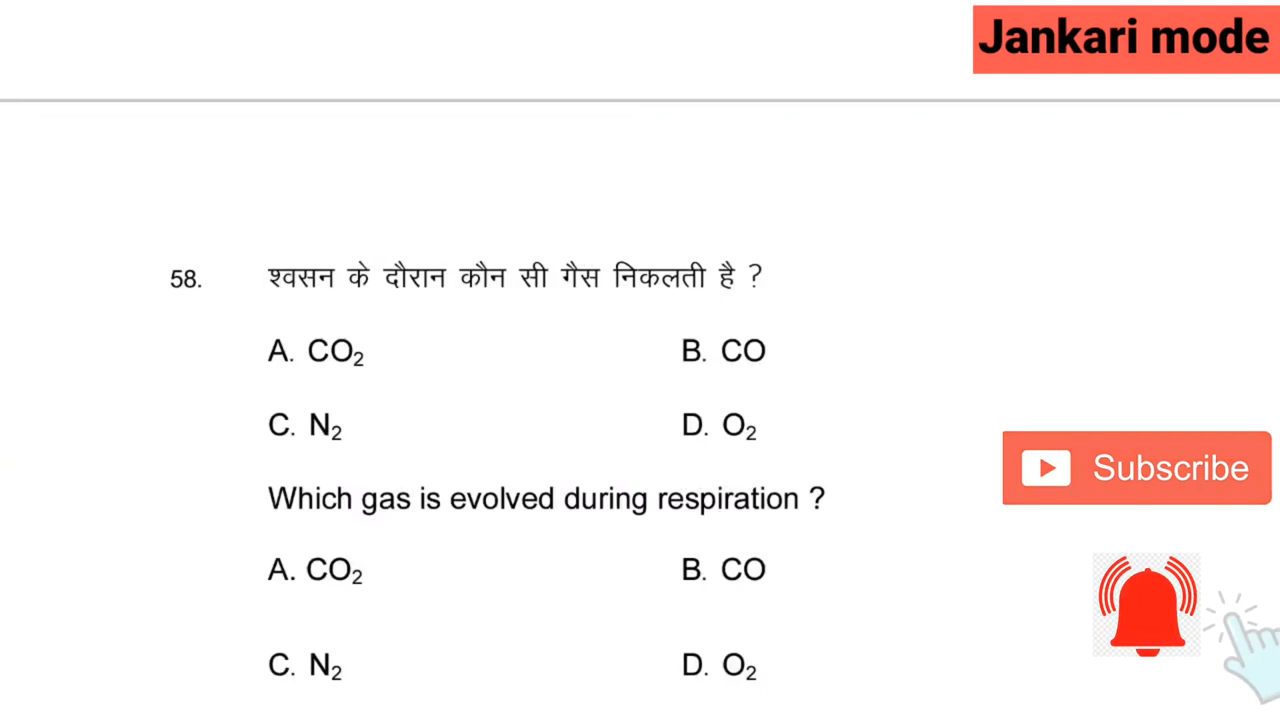 Jankari mode
58. श्वसन के दौरान कौन सी गैस निकलती है ?
A. CO₂ B. CO
C. N₂ D. O₂
Which gas is evolved during respiration ?
Subscribe
A. CO₂ B. CO
C. N₂ D. O₂